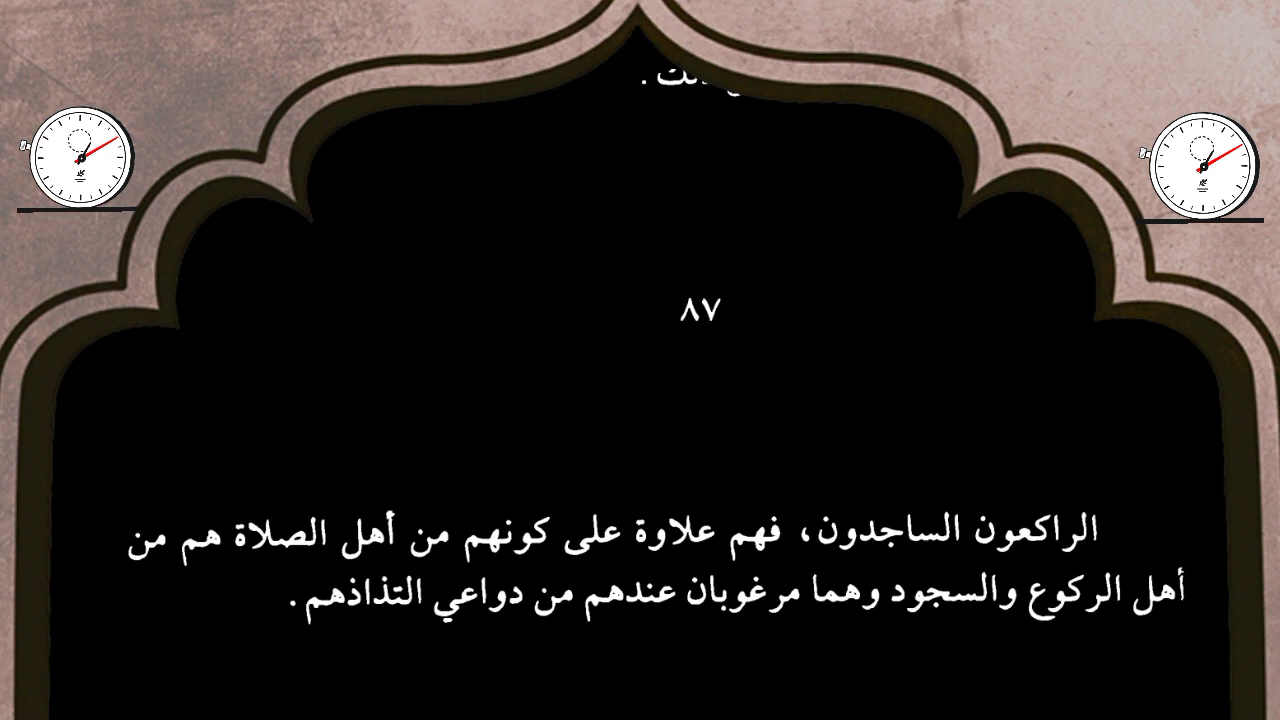 ٨٧
الراكعون الساجدون، فهم علاوة على كونهم من أهل الصلاة هم من
أهل الركوع والسجود وهما مرغوبان عندهم من دواعي التذاذهم.